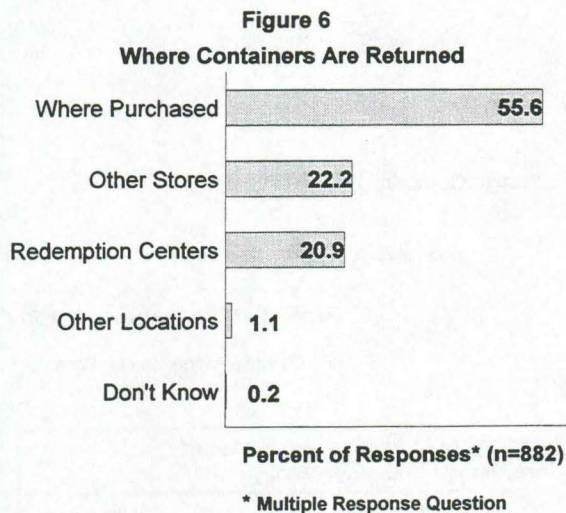 Figure 6
Where Containers Are Returned
Where Purchased 55.6
Other Stores 22.2
Redemption Centers 20.9
Other Locations 1.1
Don't Know 0.2
Percent of Responses* (n=882)
* Multiple Response Question